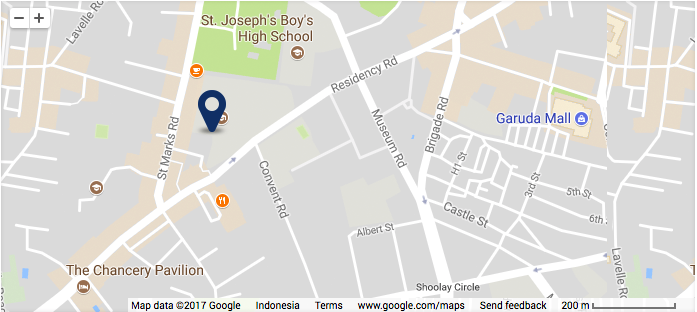 Lavelle Rd
St. Joseph's Boy's
High School
Residency Rd
St Marks Rd
Museum Rd
Brigade Rd
Garuda Mall
H1 St
3rd St
5th St
6th
Convent Rd
Castle St
Albert St
Lavelle Rd
The Chancery Pavilion
Shoolay Circle
Map data ©2017 Google
Indonesia
Terms
www.google.com/maps
Send feedback
200 m